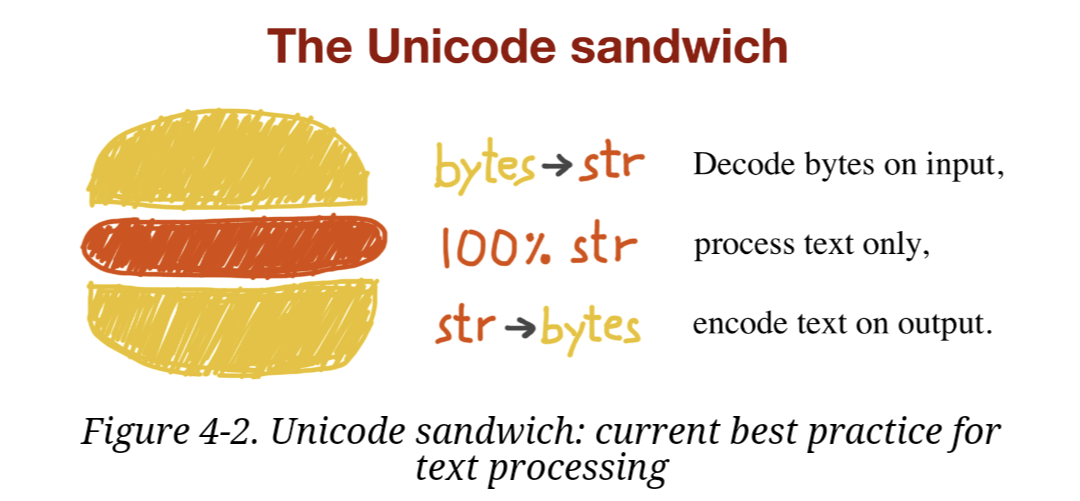 The Unicode sandwich
bytes→str Decode bytes on input,
100% str process text only,
str→bytes encode text on output.
Figure 4-2. Unicode sandwich: current best practice for
text processing